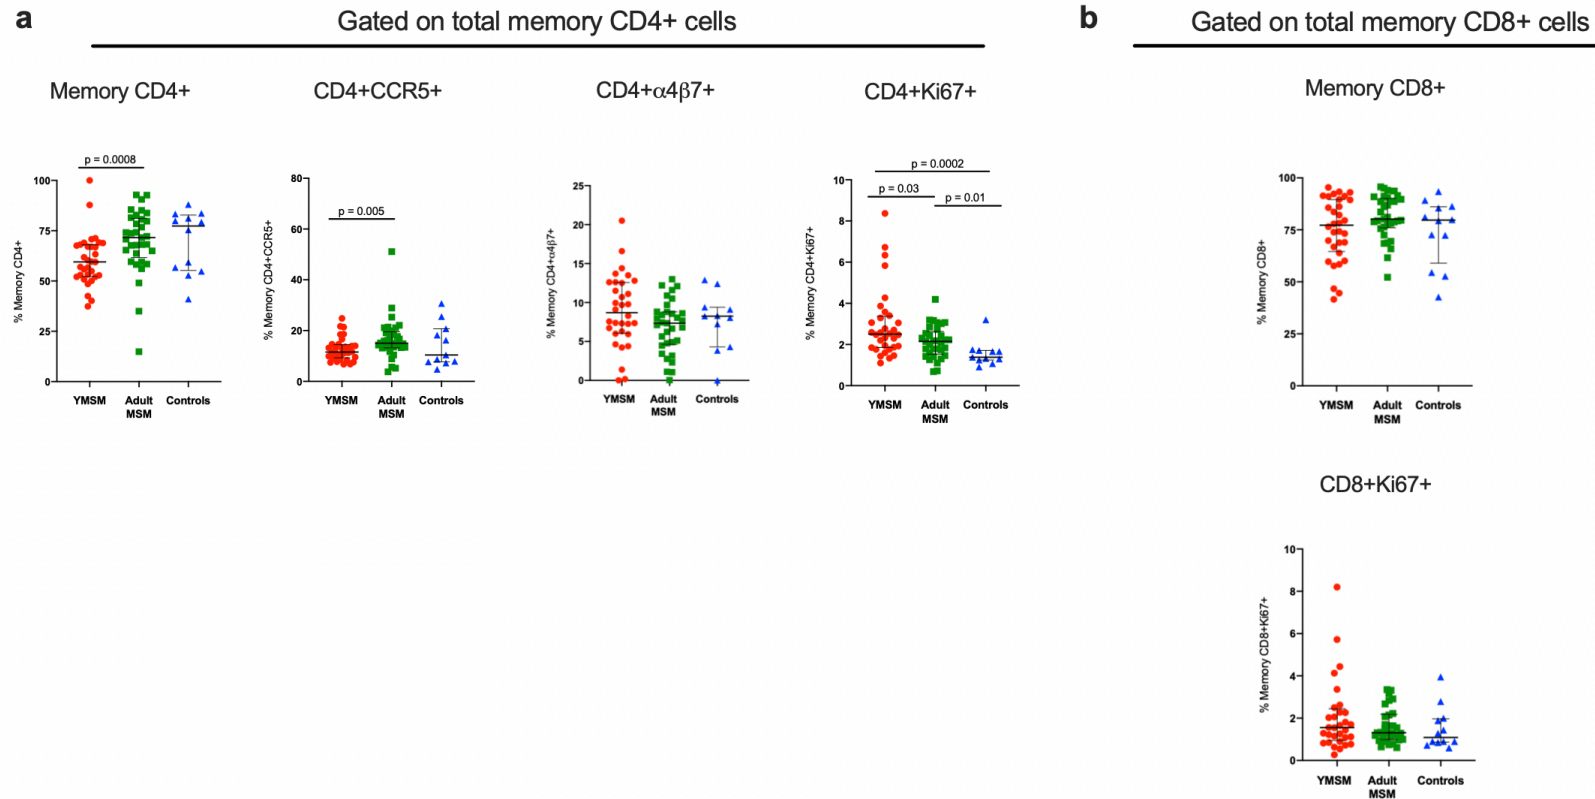 a
Gated on total memory CD4+ cells
Memory CD4+
CD4+CCR5+
CD4+α4β7+
CD4+Ki67+
p = 0.0008
% Memory CD4+
100
75
50
25
0
YMSM
Adult
MSM
Controls
p = 0.005
% Memory CD4+CCR5+
80
60
40
20
0
YMSM
Adult
MSM
Controls
% Memory CD4+α4β7+
25
20
15
10
5
0
YMSM
Adult
MSM
Controls
p = 0.0002
p = 0.03
p = 0.01
% Memory CD4+Ki67+
10
8
6
4
2
0
YMSM
Adult
MSM
Controls
b
Gated on total memory CD8+ cells
Memory CD8+
% Memory CD8+
100
75
50
25
0
YMSM
Adult
MSM
Controls
CD8+Ki67+
% Memory CD8+Ki67+
10
8
6
4
2
0
YMSM
Adult
MSM
Controls